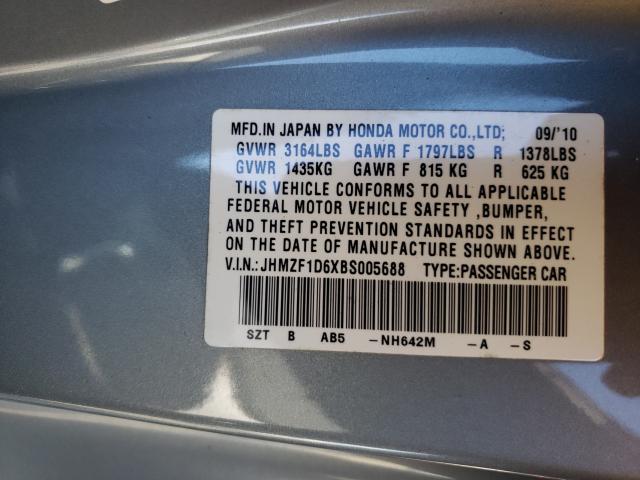 MFD.IN JAPAN BY HONDA MOTOR CO.,LTD; 09/'10
GVWR 3164LBS GAWR F 1797LBS R 1378LBS
GVWR 1435KG GAWR F 815 KG R 625 KG
THIS VEHICLE CONFORMS TO ALL APPLICABLE
FEDERAL MOTOR VEHICLE SAFETY ,BUMPER,
AND THEFT PREVENTION STANDARDS IN EFFECT
ON THE DATE OF MANUFACTURE SHOWN ABOVE.
V.I.N.:JHMZF1D6XBS005688 TYPE:PASSENGER CAR
SZT B AB5 -NH642M -A -S